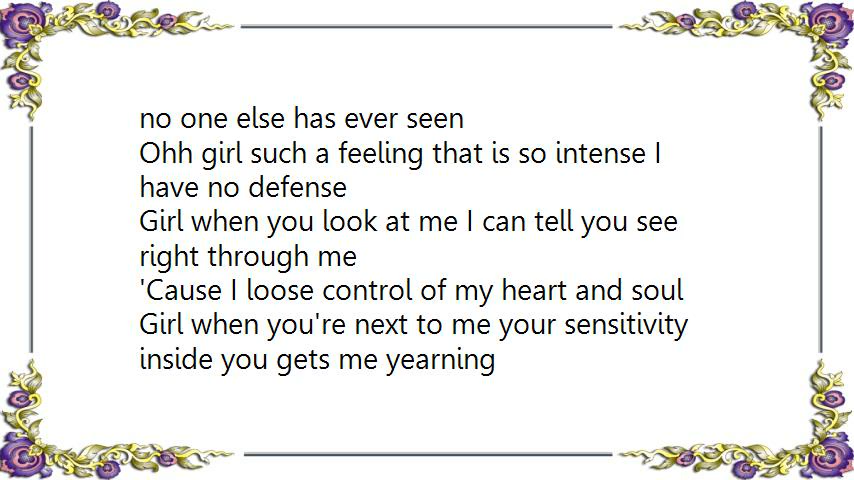 no one else has ever seen
Ohh girl such a feeling that is so intense I
have no defense
Girl when you look at me I can tell you see
right through me
'Cause I loose control of my heart and soul
Girl when you're next to me your sensitivity
inside you gets me yearning